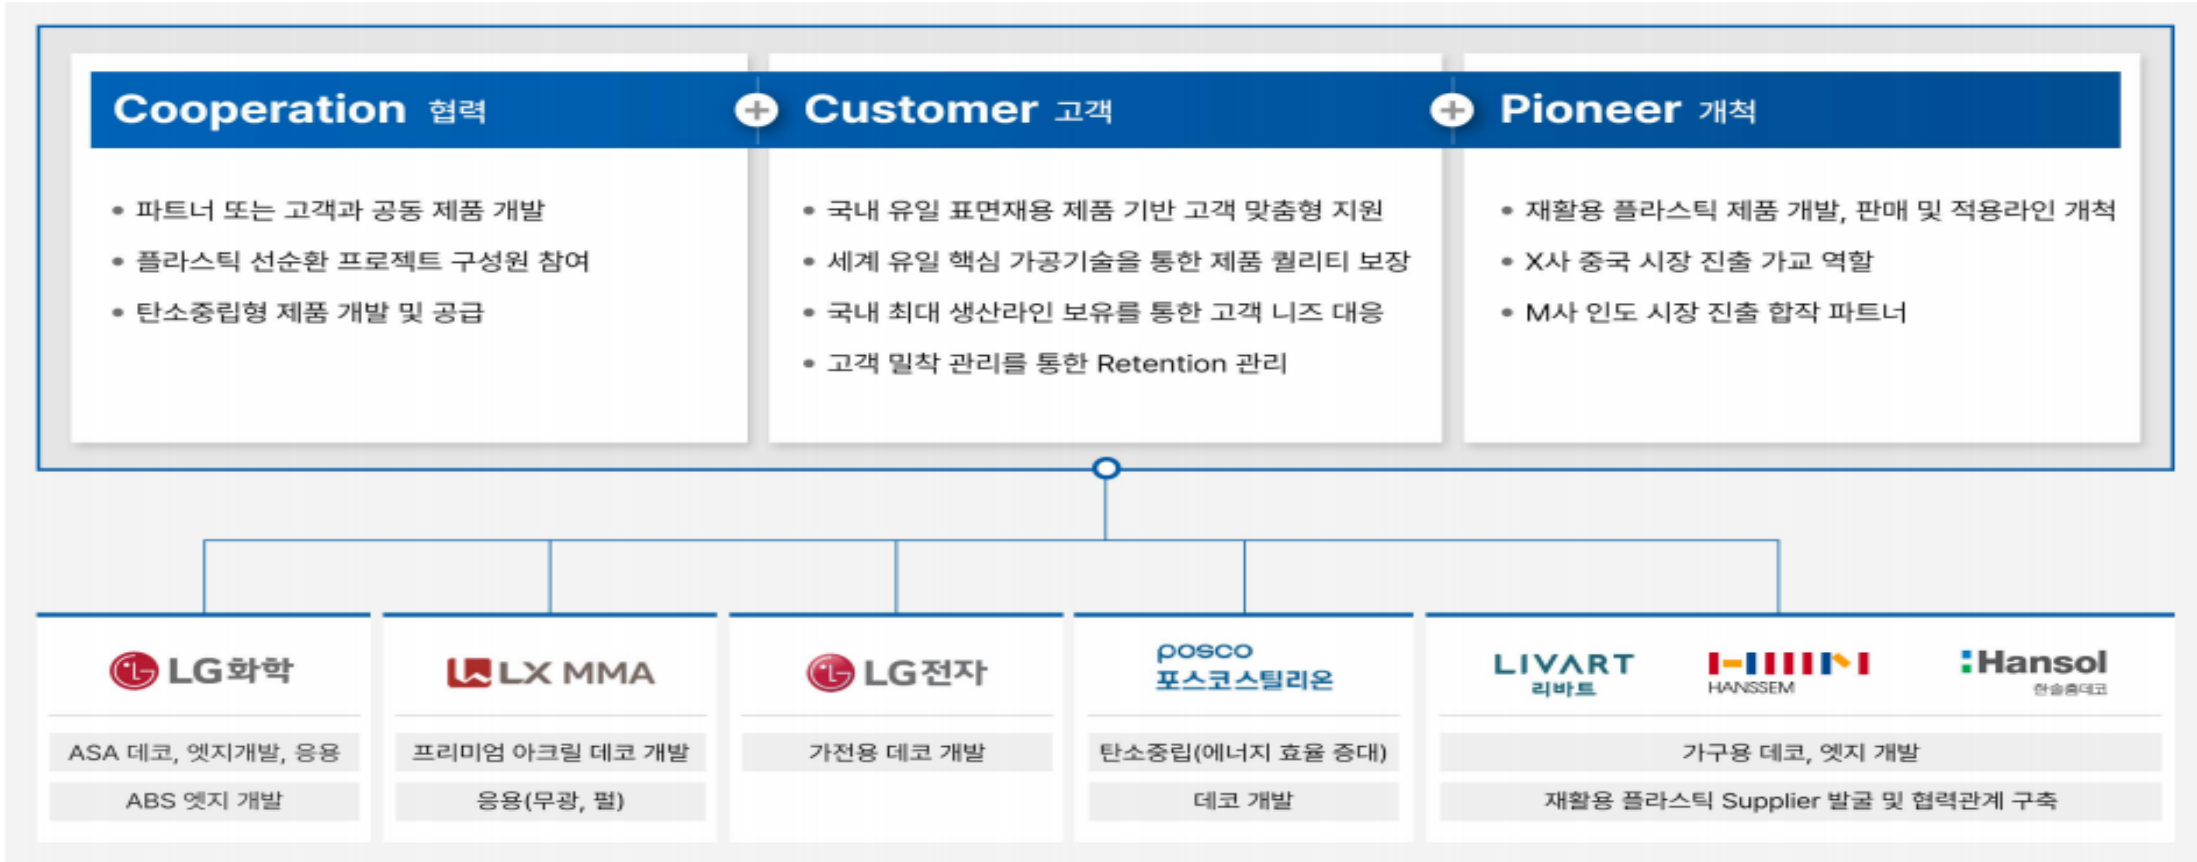 Cooperation 협력
• 파트너 또는 고객과 공동 제품 개발
• 플라스틱 선순환 프로젝트 구성원 참여
• 탄소중립형 제품 개발 및 공급
Customer 고객
• 국내 유일 표면재용 제품 기반 고객 맞춤형 지원
• 세계 유일 핵심 가공기술을 통한 제품 퀄리티 보장
• 국내 최대 생산라인 보유를 통한 고객 니즈 대응
• 고객 밀착 관리를 통한 Retention 관리
Pioneer 개척
• 재활용 플라스틱 제품 개발, 판매 및 적용라인 개척
• X사 중국 시장 진출 가교 역할
• M사 인도 시장 진출 합작 파트너
LG화학
ASA 데코, 엣지개발, 응용
ABS 엣지 개발
LX MMA
프리미엄 아크릴 데코 개발
응용(무광, 펄)
LG전자
가전용 데코 개발
posco
포스코스틸리온
탄소중립(에너지 효율 증대)
데코 개발
LIVART
리바트
HANSSEM
Hansol
한솔홈데코
가구용 데코, 엣지 개발
재활용 플라스틱 Supplier 발굴 및 협력관계 구축